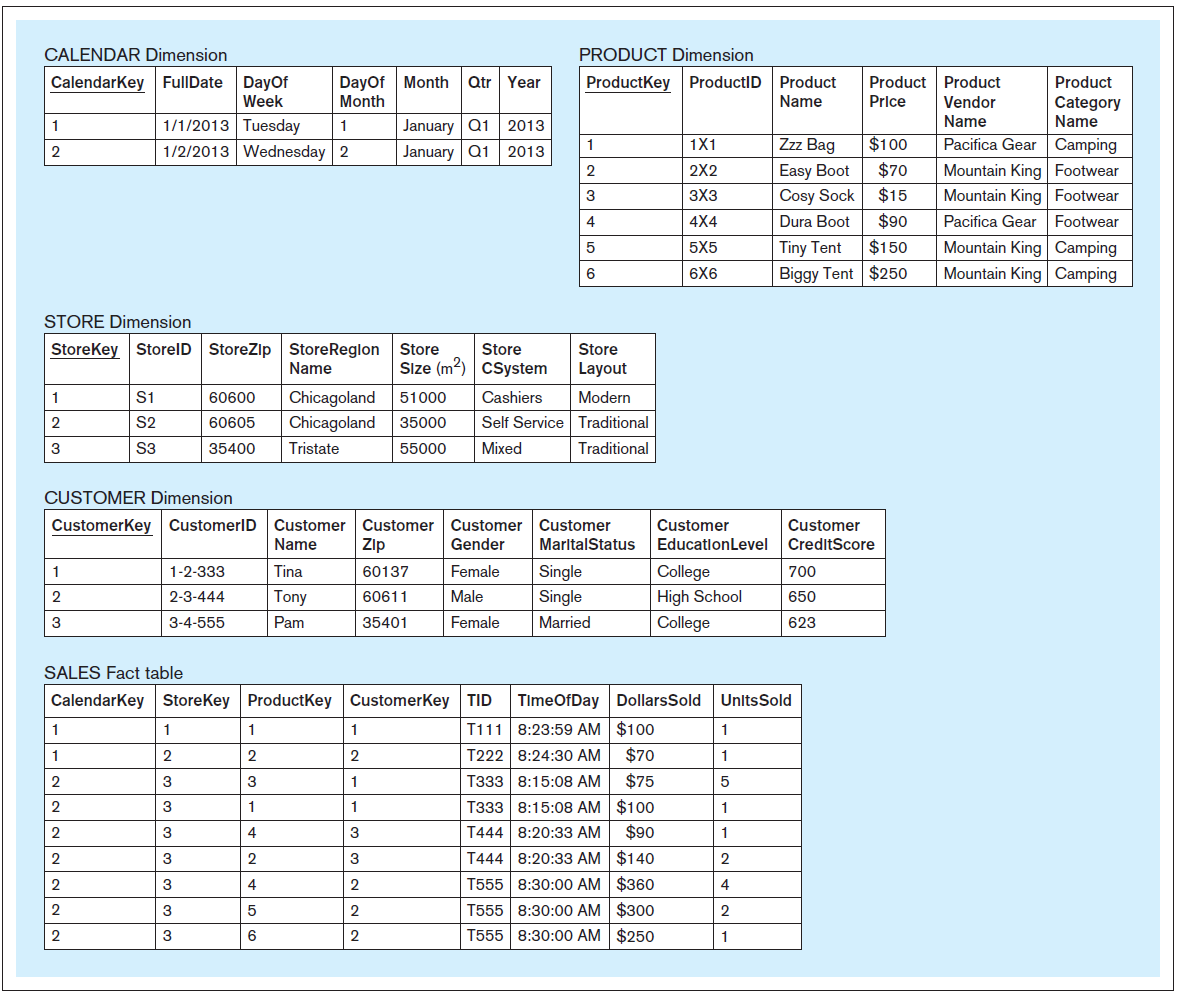 CALENDAR Dimension
CalendarKey FullDate DayOf Week DayOf Month Month Qtr Year
1 1/1/2013 Tuesday 1 January Q1 2013
2 1/2/2013 Wednesday 2 January Q1 2013
PRODUCT Dimension
ProductKey ProductID Product Name Product Price Product Vendor Name Product Category Name
1 1X1 Zzz Bag $100 Pacifica Gear Camping
2 2X2 Easy Boot $70 Mountain King Footwear
3 3X3 Cosy Sock $15 Mountain King Footwear
4 4X4 Dura Boot $90 Pacifica Gear Footwear
5 5X5 Tiny Tent $150 Mountain King Camping
6 6X6 Biggy Tent $250 Mountain King Camping
STORE Dimension
StoreKey StoreID StoreZip StoreRegion Name Store Size (m²) Store CSystem Store Layout
1 S1 60600 Chicagoland 51000 Cashiers Modern
2 S2 60605 Chicagoland 35000 Self Service Traditional
3 S3 35400 Tristate 55000 Mixed Traditional
CUSTOMER Dimension
CustomerKey CustomerID Customer Name Customer Zip Customer Gender Customer MaritalStatus Customer EducationLevel Customer CreditScore
1 1-2-333 Tina 60137 Female Single College 700
2 2-3-444 Tony 60611 Male Single High School 650
3 3-4-555 Pam 35401 Female Married College 623
SALES Fact table
CalendarKey StoreKey ProductKey CustomerKey TID TimeOfDay DollarsSold UnitsSold
1 1 1 1 T111 8:23:59 AM $100 1
1 2 2 2 T222 8:24:30 AM $70 1
2 3 3 1 T333 8:15:08 AM $75 5
2 3 1 1 T333 8:15:08 AM $100 1
2 3 4 3 T444 8:20:33 AM $90 1
2 3 2 3 T444 8:20:33 AM $140 2
2 3 4 2 T555 8:30:00 AM $360 4
2 3 5 2 T555 8:30:00 AM $300 2
2 3 6 2 T555 8:30:00 AM $250 1